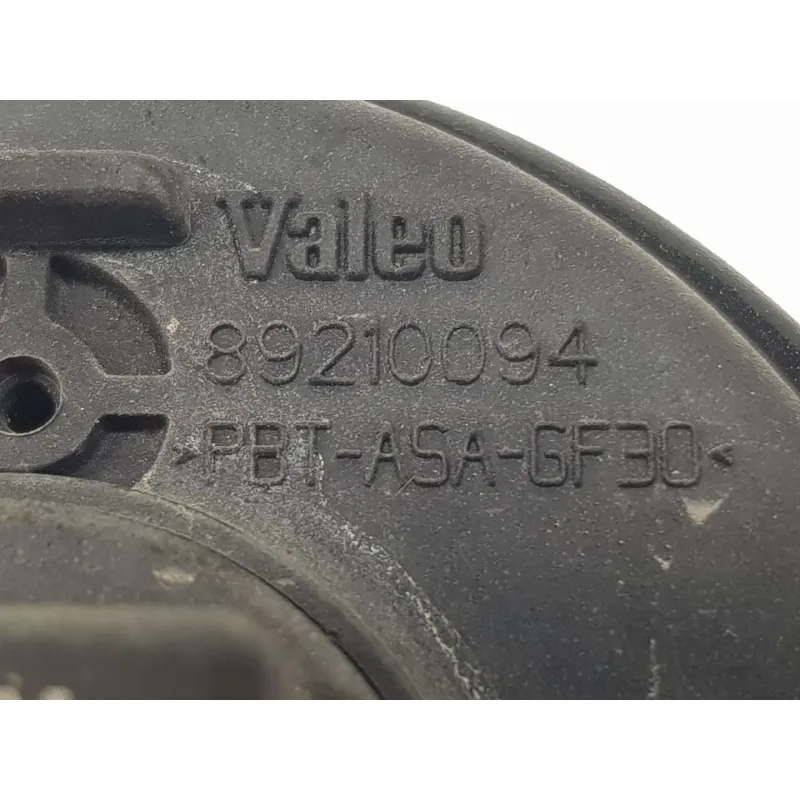 Valeo
89210094
>PBT-ASA-GF30<